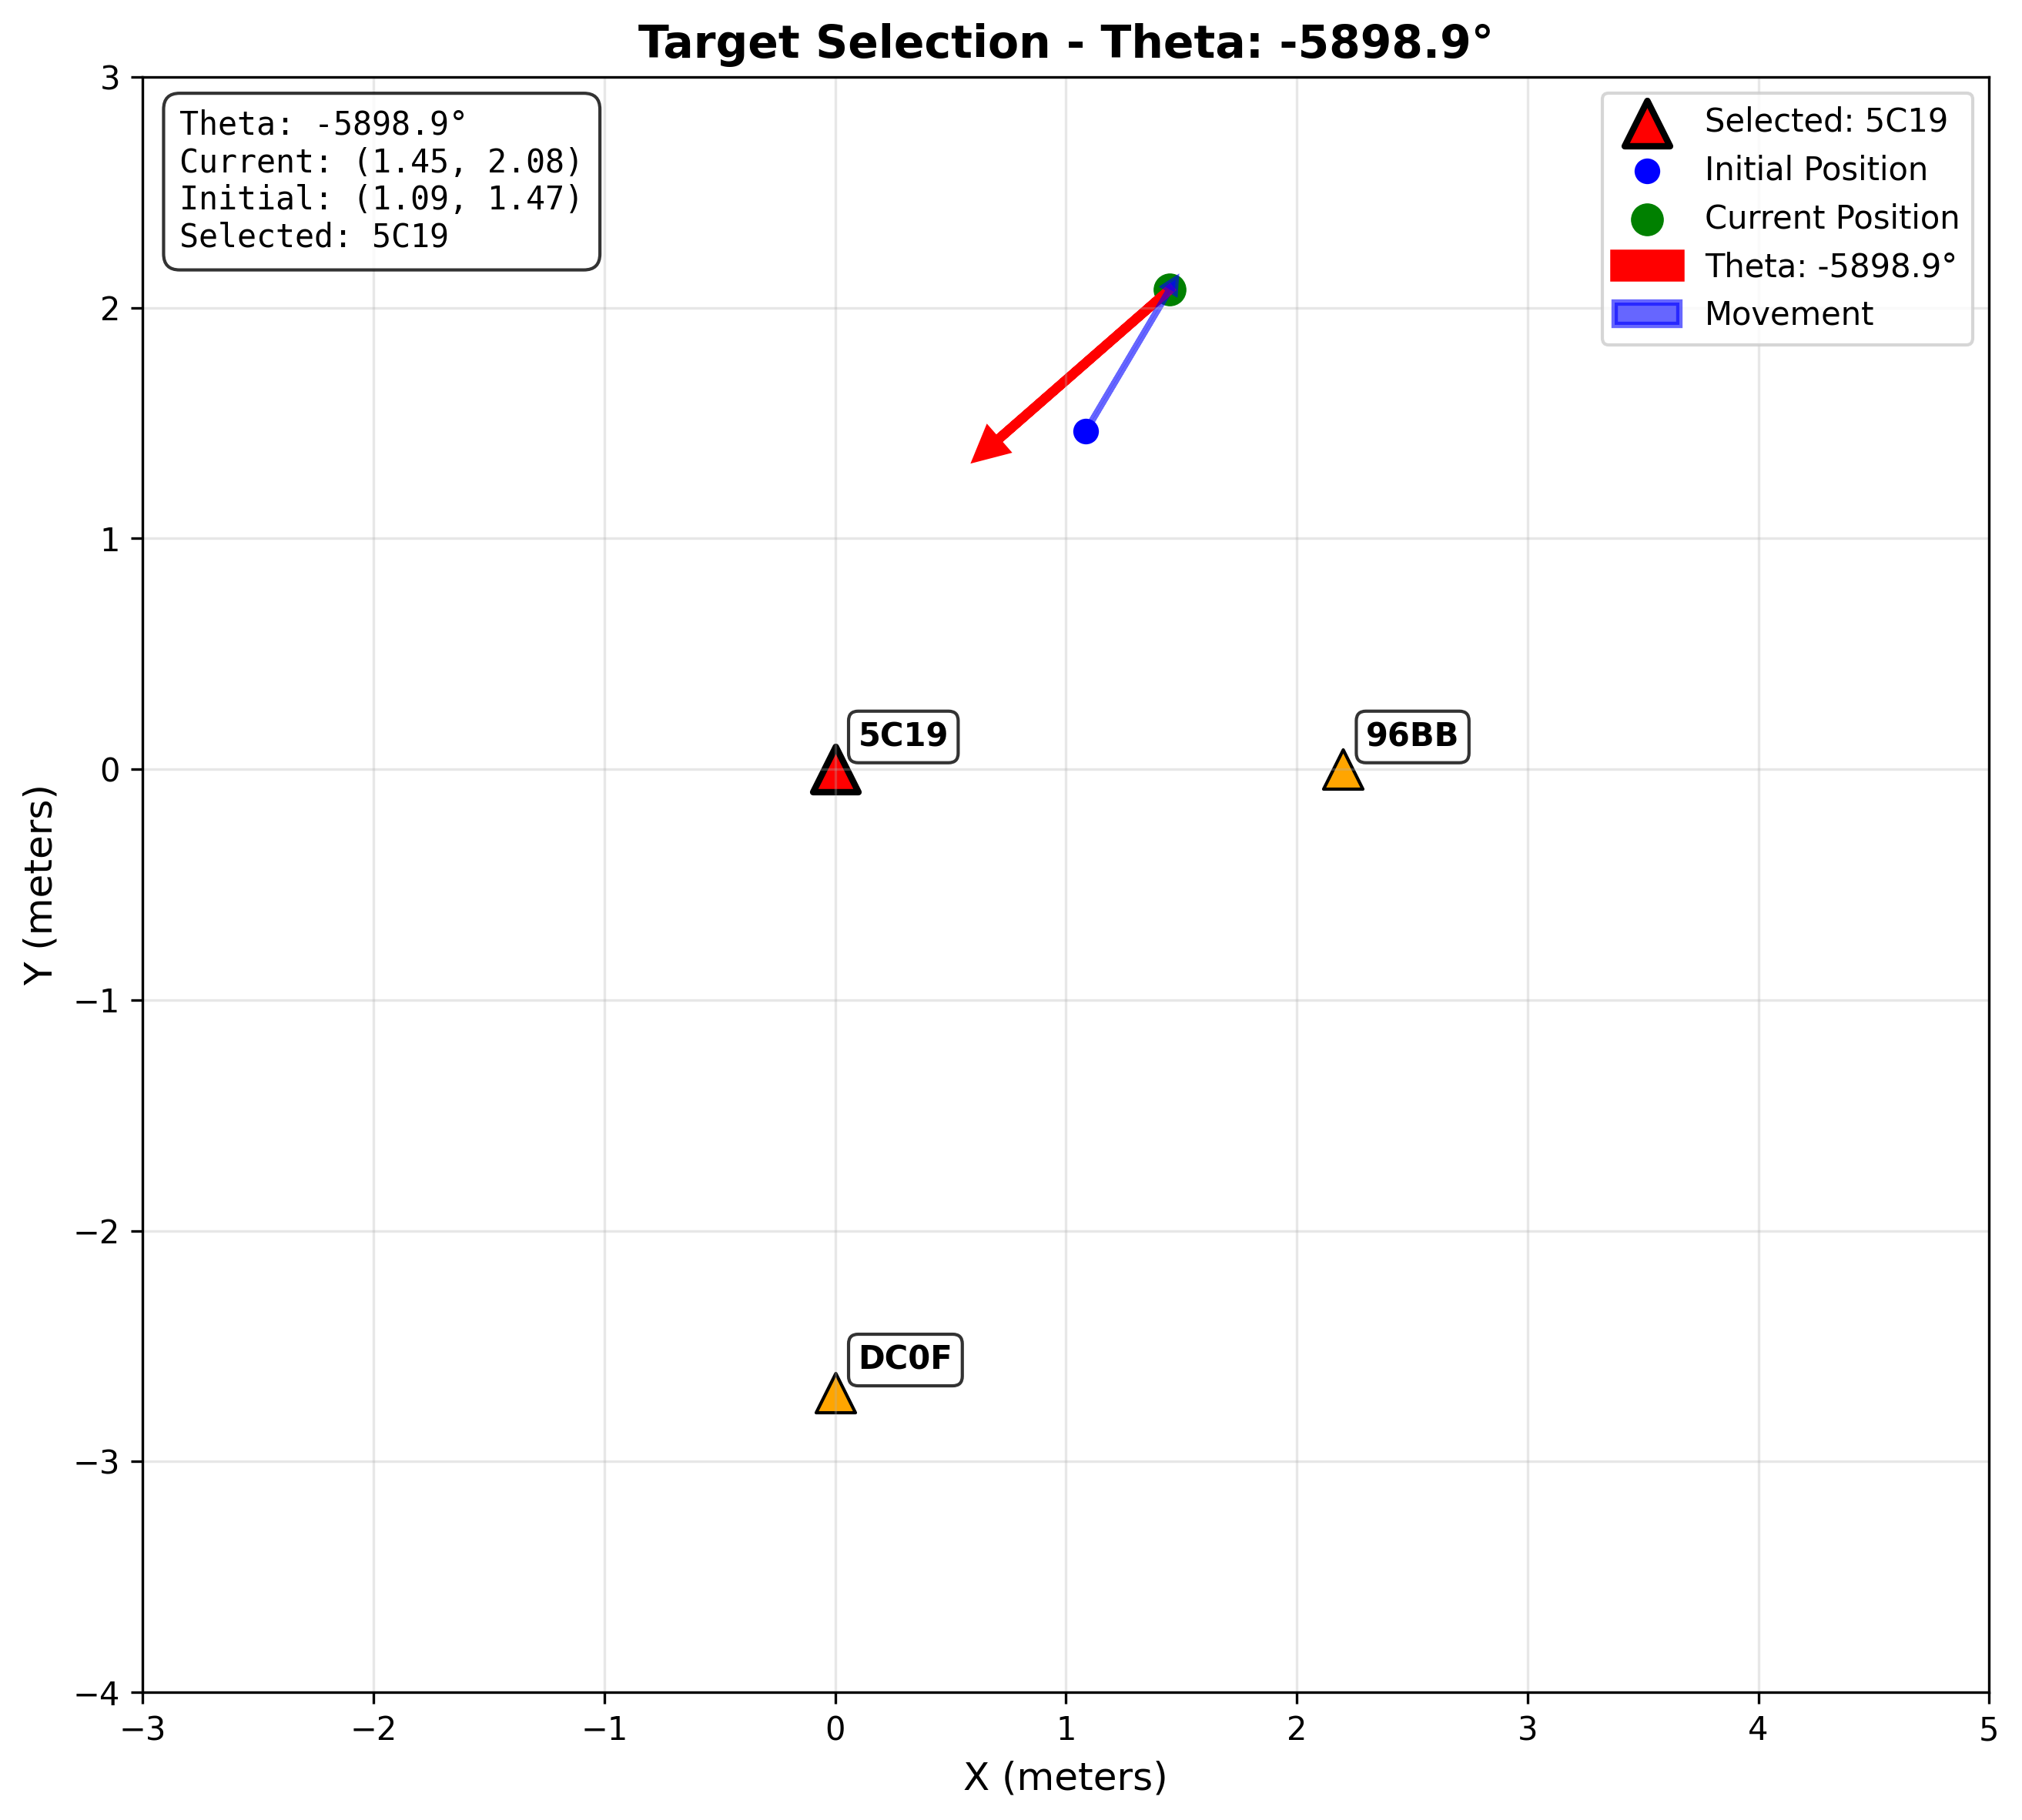 Target Selection - Theta: -5898.9°
Theta: -5898.9°
Current: (1.45, 2.08)
Initial: (1.09, 1.47)
Selected: 5C19
Selected: 5C19
Initial Position
Current Position
Theta: -5898.9°
Movement
5C19
96BB
DC0F
3
2
1
0
−1
−2
−3
−4
Y (meters)
−3
−2
−1
0
1
2
3
4
5
X (meters)